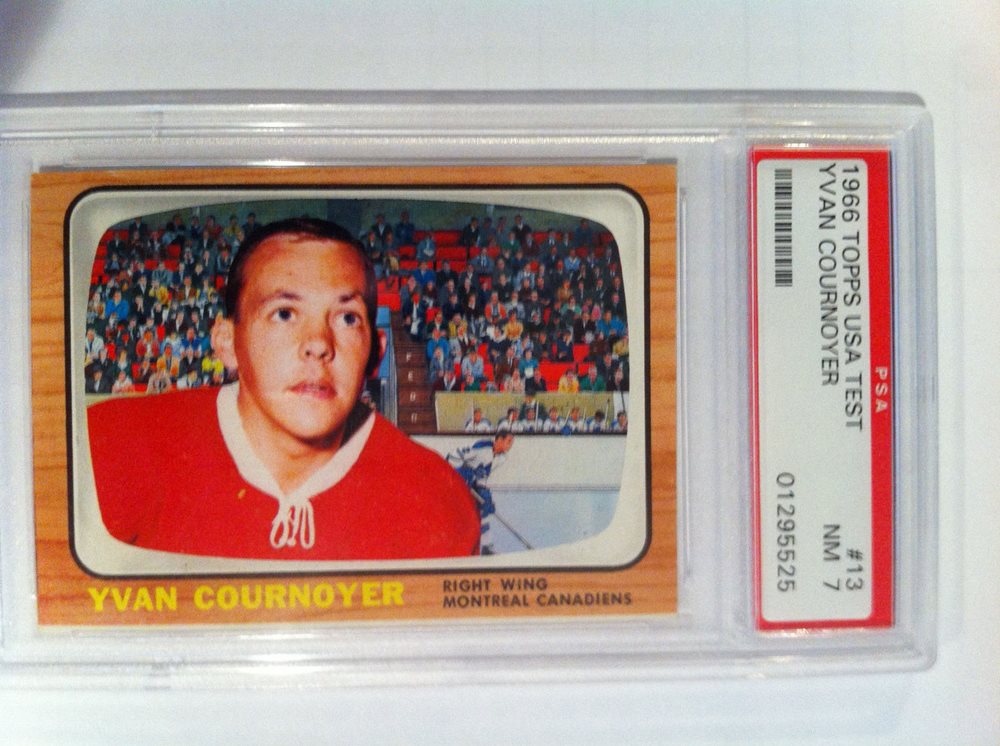 YVAN COURNOYER
RIGHT WING
MONTREAL CANADIENS
PSA
1966 TOPPS USA TEST #13
YVAN COURNOYER NM 7
01295525